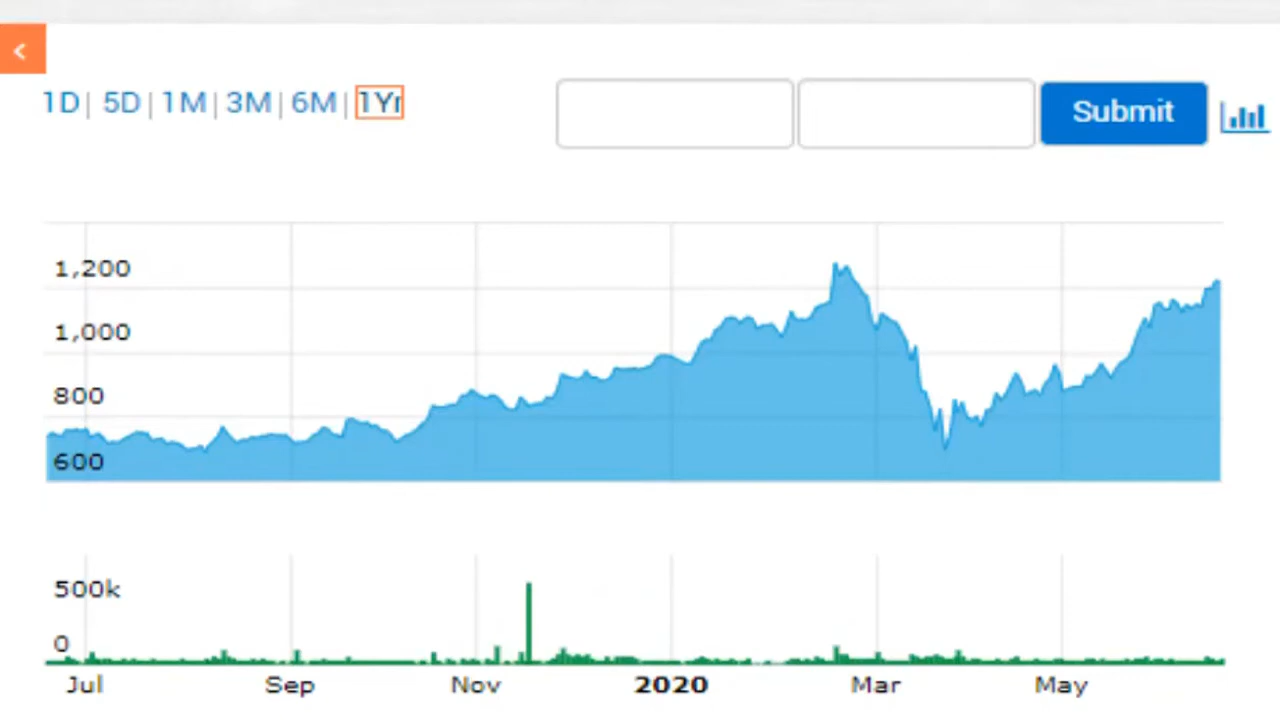 1D | 5D | 1M | 3M | 6M | 1Yr
Submit
1,200
1,000
800
600
500k
0
Jul Sep Nov 2020 Mar May